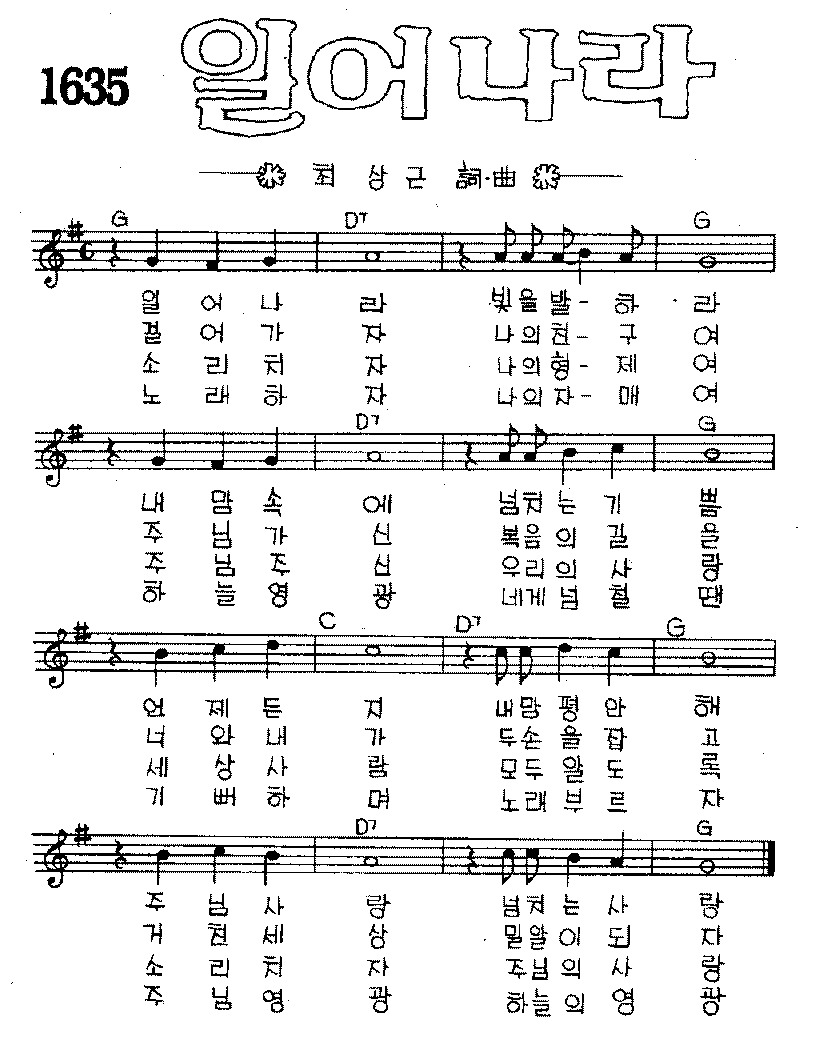 1635
일어나라
최 상 근 詞·曲
G D7 G
일 어 나 라 빛을발- 하 라
걸 어 가 자 나의친- 구 여
소 리 치 자 나의형- 제 여
노 래 하 자 나의자- 매 여
D7 G
내 맘 속 에 넘치는 기 쁨
주 님 가 신 복음의 길 을
주 님 주 신 우리의 사 랑
하 늘 영 광 네게넘 칠 땐
C D7 G
언 제 든 지 내맘평 안 해
너 와 내 가 두손을 잡 고
세 상 사 람 모두알 도 록
기 뻐 하 며 노래부 르 자
D7 G
주 님 사 랑 넘치는 사 랑
거 친 세 상 밀알이 되 자
소 리 치 자 주님의 사 랑
주 님 영 광 하늘의 영 광